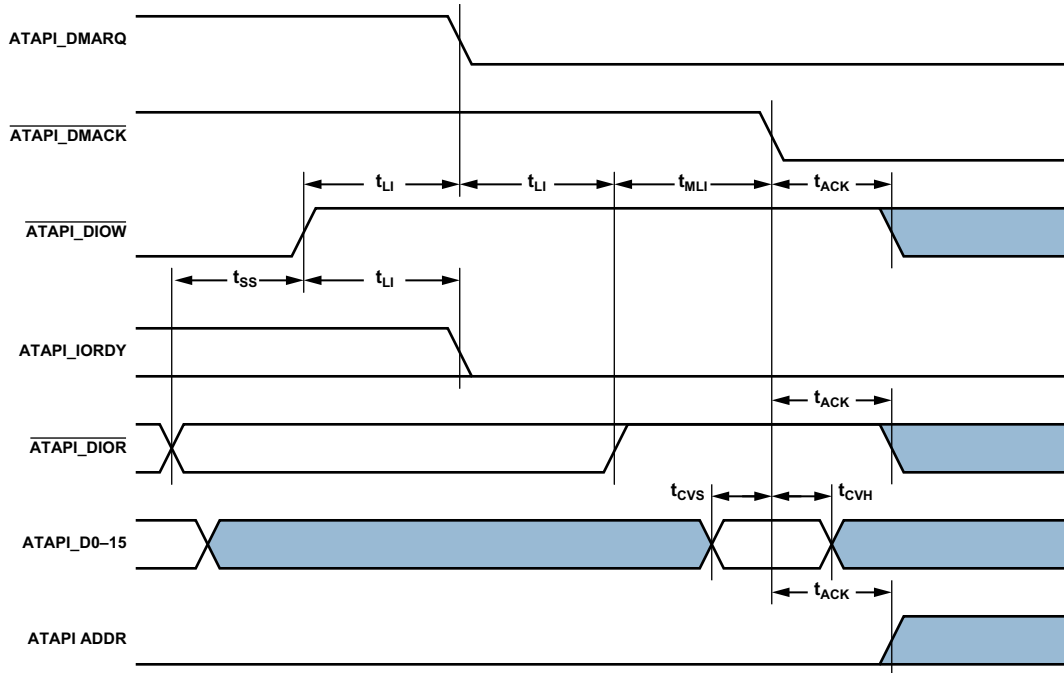 ATAPI_DMARQ
ATAPI_DMACK
tLI tLI tMLI tACK
ATAPI_DIOW
tSS tLI
ATAPI_IORDY
tACK
ATAPI_DIOR
tCVS tCVH
ATAPI_D0–15
tACK
ATAPI ADDR